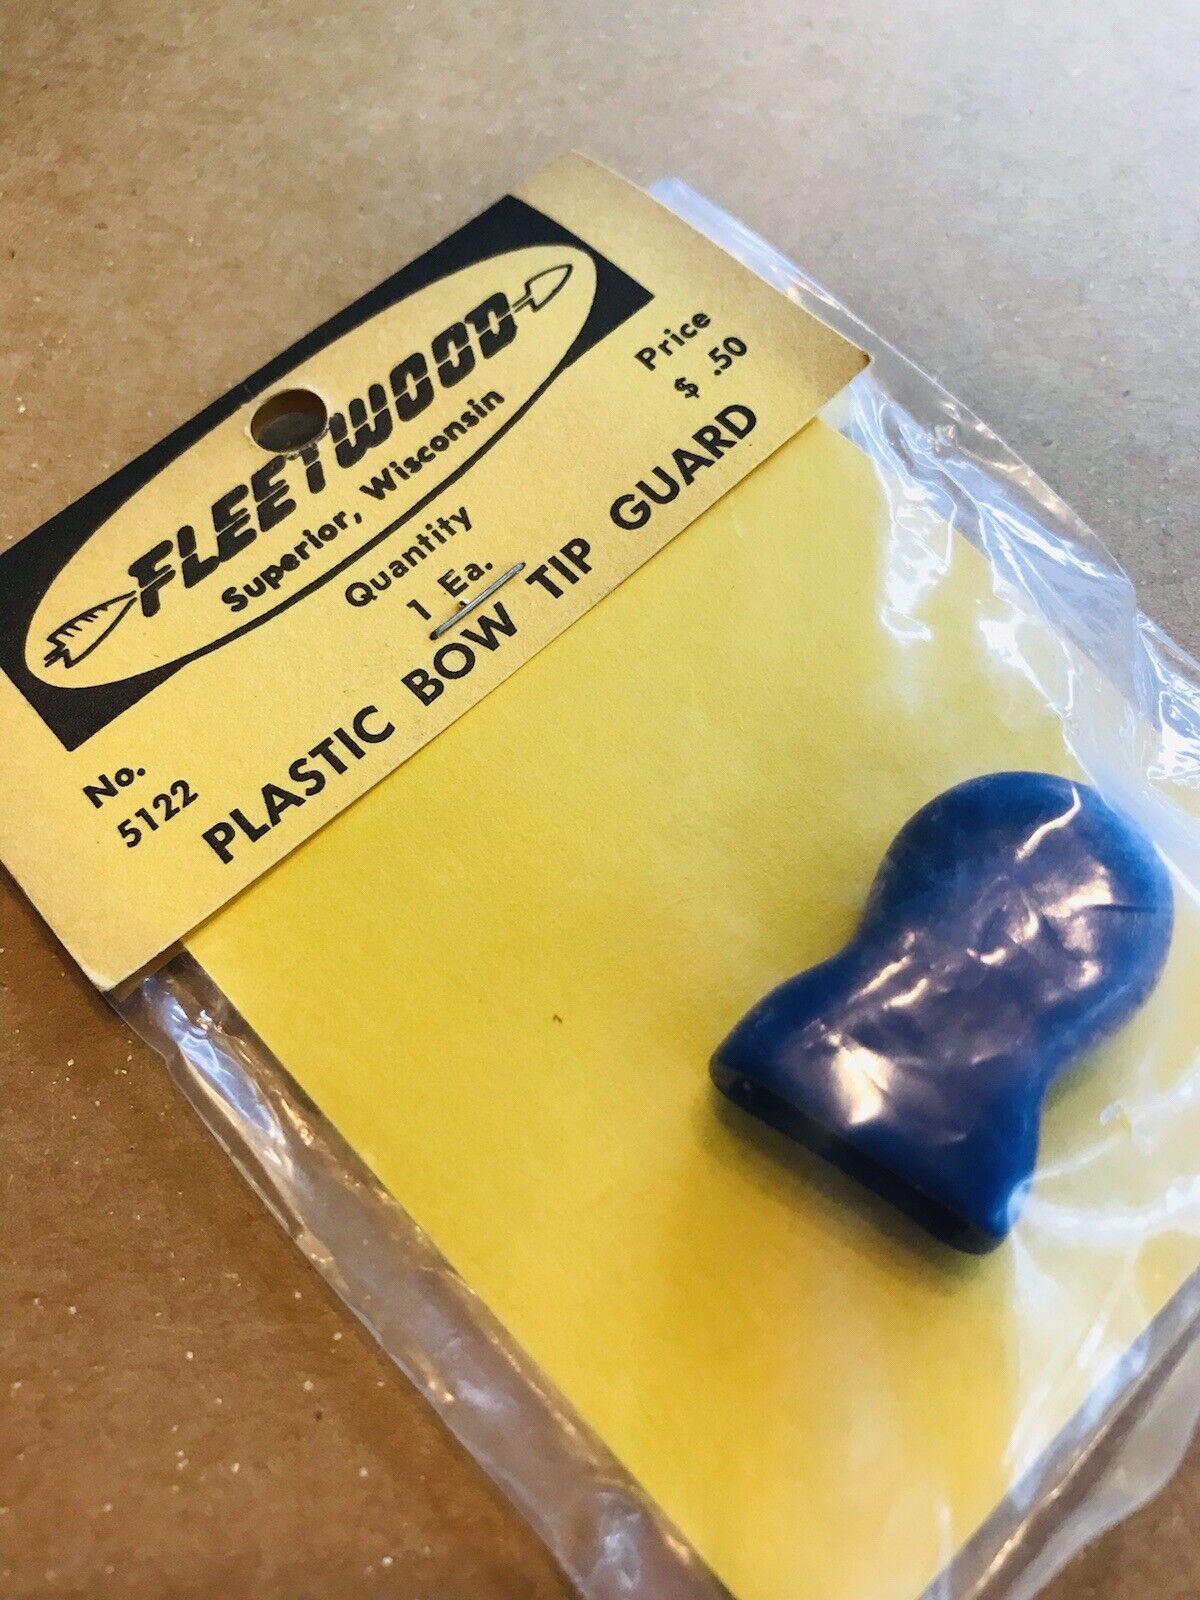 FLEETWOOD
Superior, Wisconsin
No.
5122
Quantity
1 Ea.
Price
$ .50
PLASTIC BOW TIP GUARD